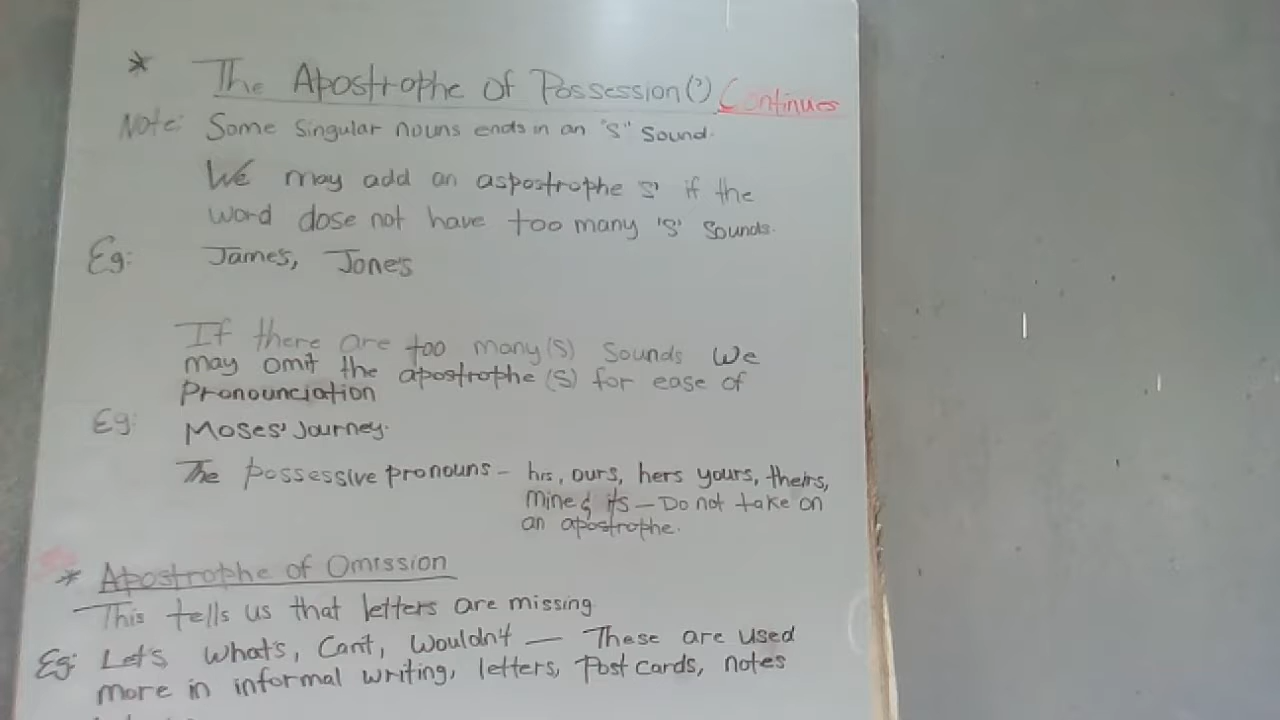 * The Apostrophe of Possession(') Continues
Note: Some Singular nouns ends in an "s" Sound.
We may add an aspostrophe s' if the
word dose not have too many 's' Sounds.
Eg: James, Jone's
If there are too many (s) Sounds We
may omit the apostrophe (s) for ease of
Pronounciation
Eg: Moses' Journey.
The possessive pronouns - his, ours, hers yours, theirs,
mine & its - Do not take on
an apostrophe.
* Apostrophe of Omission
This tells us that letters are missing
Eg: Let's What's, Can't, Wouldn't - These are used
more in informal writing, letters, Post cards, notes